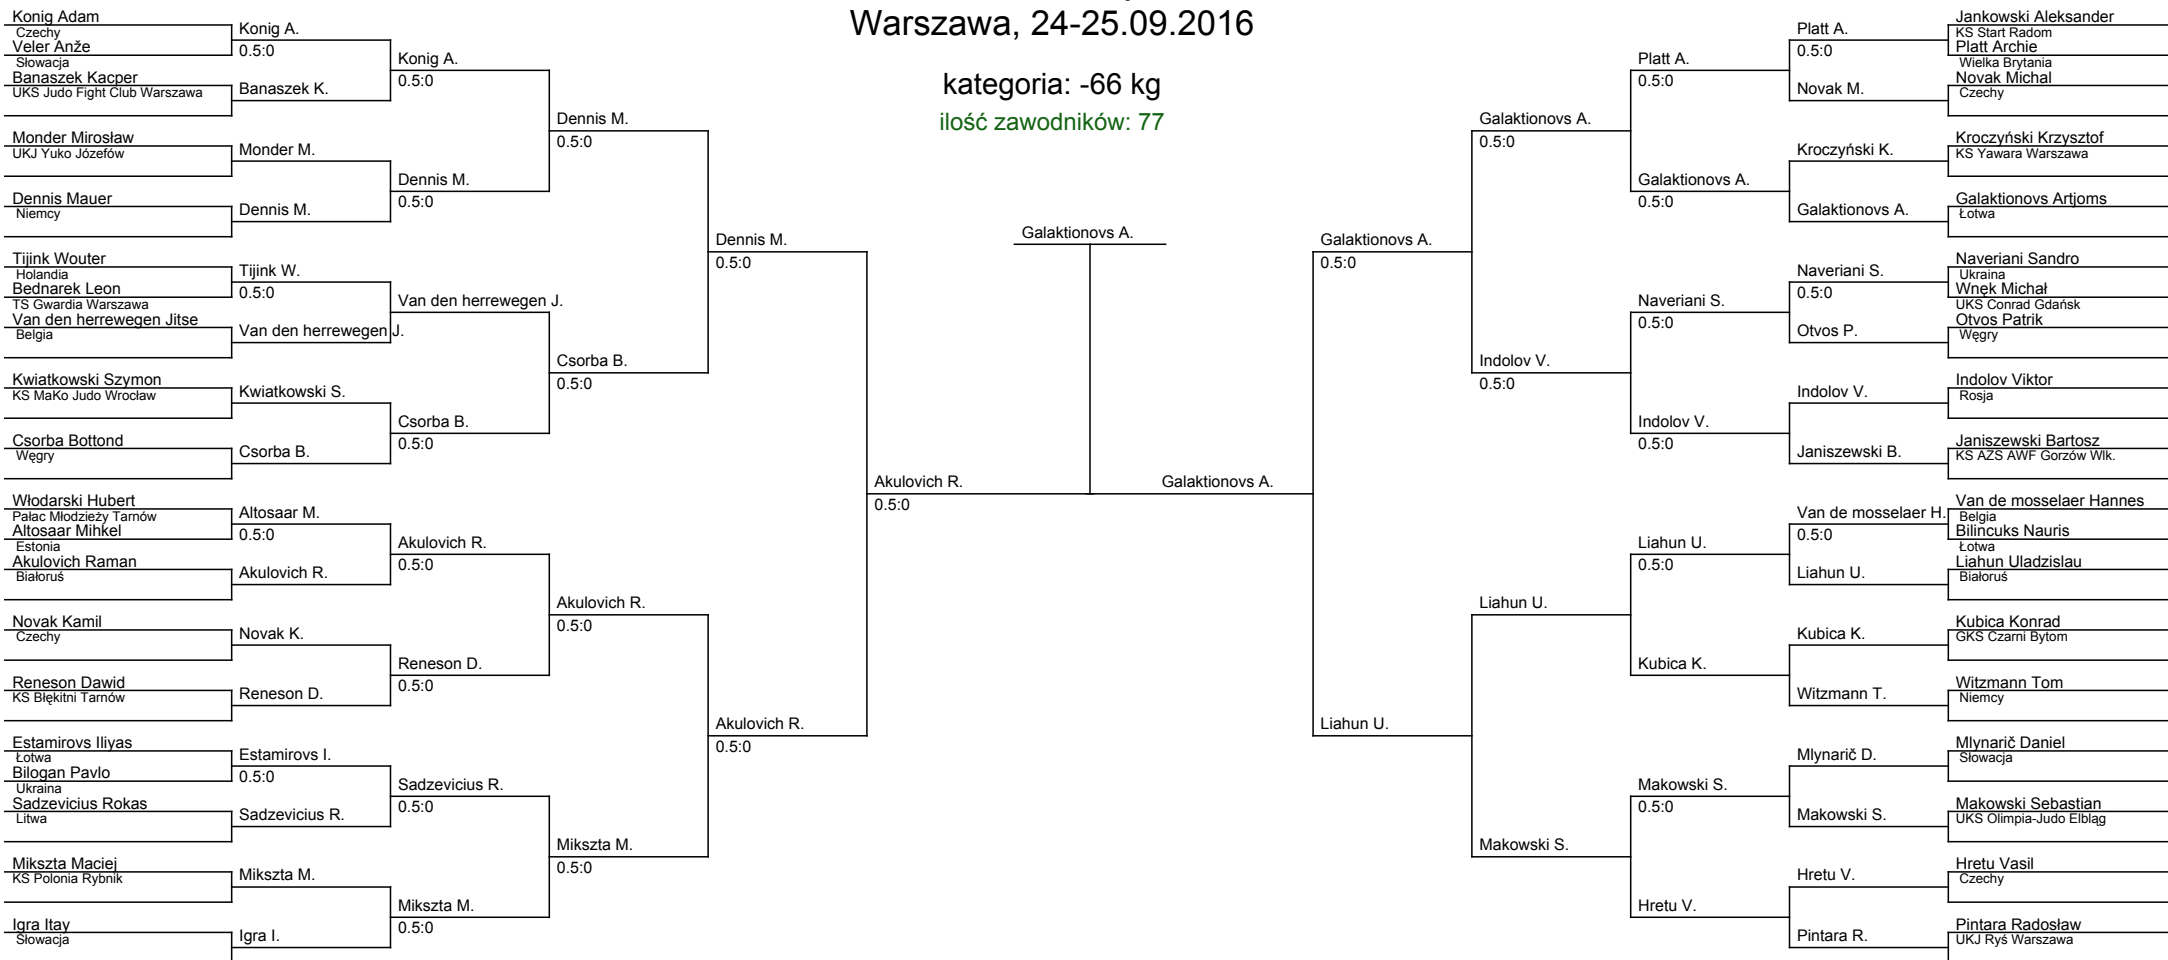 Warszawa, 24-25.09.2016
kategoria: -66 kg
ilość zawodników: 77
Konig Adam
Czechy
Veler Anže
Słowacja
Banaszek Kacper
UKS Judo Fight Club Warszawa
Monder Mirosław
UKJ Yuko Józefów
Dennis Mauer
Niemcy
Tijink Wouter
Holandia
Bednarek Leon
TS Gwardia Warszawa
Van den herrewegen Jitse
Belgia
Kwiatkowski Szymon
KS MaKo Judo Wrocław
Csorba Bottond
Węgry
Włodarski Hubert
Pałac Młodzieży Tarnów
Altosaar Mihkel
Estonia
Akulovich Raman
Białoruś
Novak Kamil
Czechy
Reneson Dawid
KS Błękitni Tarnów
Estamirovs Iliyas
Łotwa
Bilogan Pavlo
Ukraina
Sadzevicius Rokas
Litwa
Mikszta Maciej
KS Polonia Rybnik
Igra Itay
Słowacja
Konig A.
0.5:0
Banaszek K.
Monder M.
Dennis M.
Tijink W.
0.5:0
Van den herrewegen J.
Kwiatkowski S.
Csorba B.
Altosaar M.
0.5:0
Akulovich R.
Novak K.
Reneson D.
Estamirovs I.
0.5:0
Sadzevicius R.
Mikszta M.
Igra I.
Konig A.
0.5:0
Dennis M.
0.5:0
Van den herrewegen J.
Csorba B.
0.5:0
Akulovich R.
0.5:0
Reneson D.
0.5:0
Sadzevicius R.
0.5:0
Mikszta M.
0.5:0
Dennis M.
0.5:0
Csorba B.
0.5:0
Akulovich R.
0.5:0
Mikszta M.
0.5:0
Dennis M.
0.5:0
Akulovich R.
0.5:0
Akulovich R.
0.5:0
Galaktionovs A.
Galaktionovs A.
Galaktionovs A.
0.5:0
Liahun U.
Galaktionovs A.
0.5:0
Indolov V.
0.5:0
Liahun U.
Makowski S.
Platt A.
0.5:0
Galaktionovs A.
0.5:0
Naveriani S.
0.5:0
Indolov V.
0.5:0
Liahun U.
0.5:0
Kubica K.
Makowski S.
0.5:0
Hretu V.
Platt A.
0.5:0
Novak M.
Kroczyński K.
Galaktionovs A.
Naveriani S.
0.5:0
Otvos P.
Indolov V.
Janiszewski B.
Van de mosselaer H.
0.5:0
Liahun U.
Kubica K.
Witzmann T.
Mlynarič D.
Makowski S.
Hretu V.
Pintara R.
Jankowski Aleksander
KS Start Radom
Platt Archie
Wielka Brytania
Novak Michal
Czechy
Kroczyński Krzysztof
KS Yawara Warszawa
Galaktionovs Artjoms
Łotwa
Naveriani Sandro
Ukraina
Wnęk Michał
UKS Conrad Gdańsk
Otvos Patrik
Węgry
Indolov Viktor
Rosja
Janiszewski Bartosz
KS AZS AWF Gorzów Wlk.
Van de mosselaer Hannes
Belgia
Bilincuks Nauris
Łotwa
Liahun Uladzislau
Białoruś
Kubica Konrad
GKS Czarni Bytom
Witzmann Tom
Niemcy
Mlynarič Daniel
Słowacja
Makowski Sebastian
UKS Olimpia-Judo Elbląg
Hretu Vasil
Czechy
Pintara Radosław
UKJ Ryś Warszawa